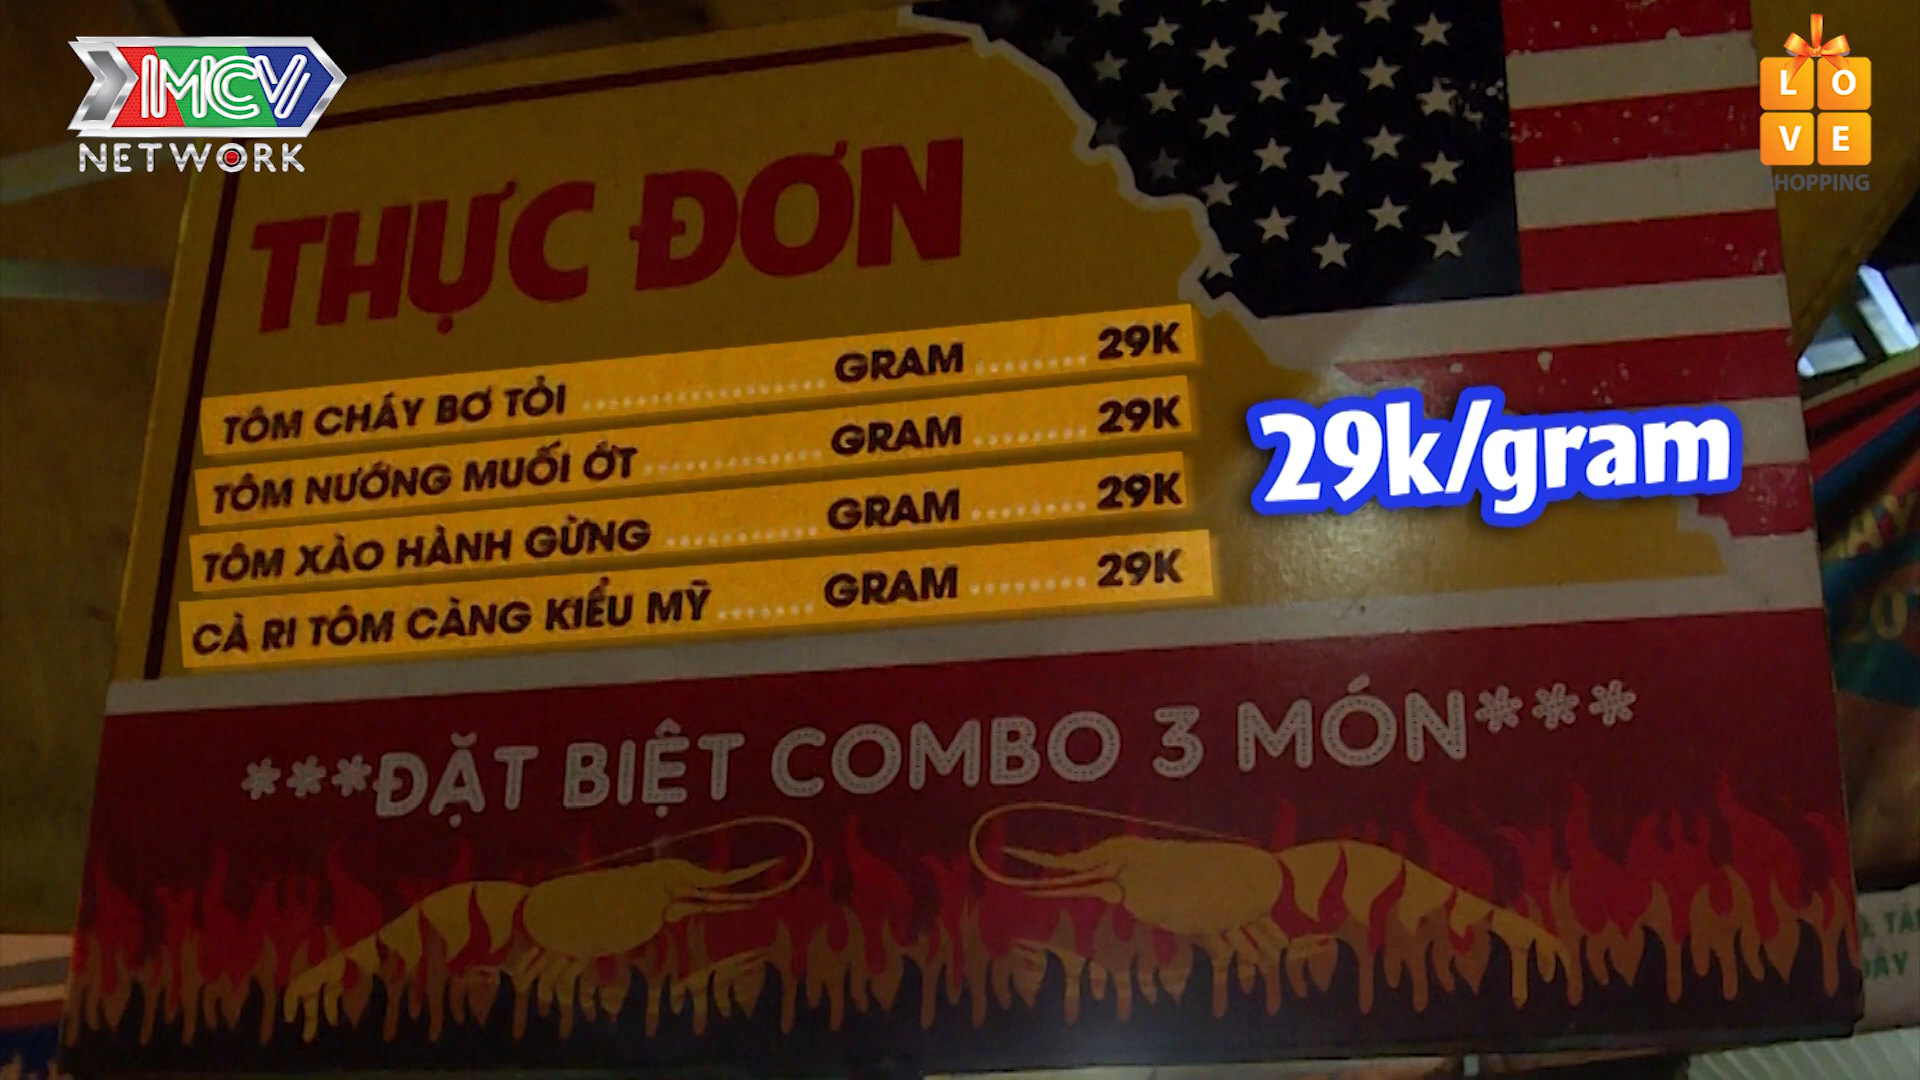 MCV
NETWORK
L O
V E
SHOPPING
THỰC ĐƠN
TÔM CHÁY BƠ TỎI ........................ GRAM ........ 29K
TÔM NƯỚNG MUỐI ỚT ................. GRAM ........ 29K
TÔM XÀO HÀNH GỪNG .............. GRAM ........ 29K
CÀ RI TÔM CÀNG KIỂU MỸ ....... GRAM ........ 29K
29k/gram
***ĐẶT BIỆT COMBO 3 MÓN***